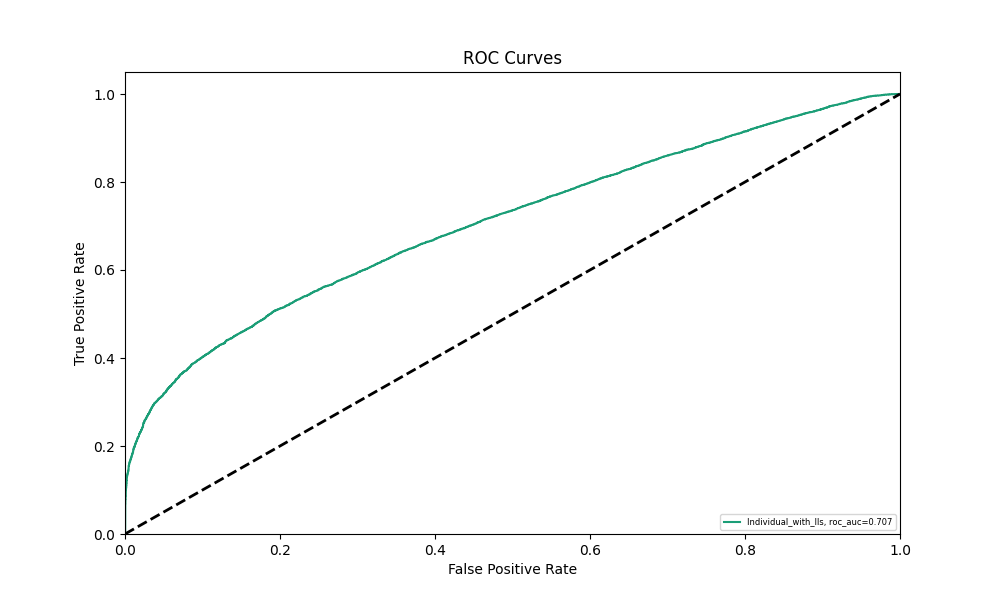 ROC Curves
True Positive Rate
1.0
0.8
0.6
0.4
0.2
0.0
0.0 0.2 0.4 0.6 0.8 1.0
False Positive Rate
Individual_with_lls, roc_auc=0.707